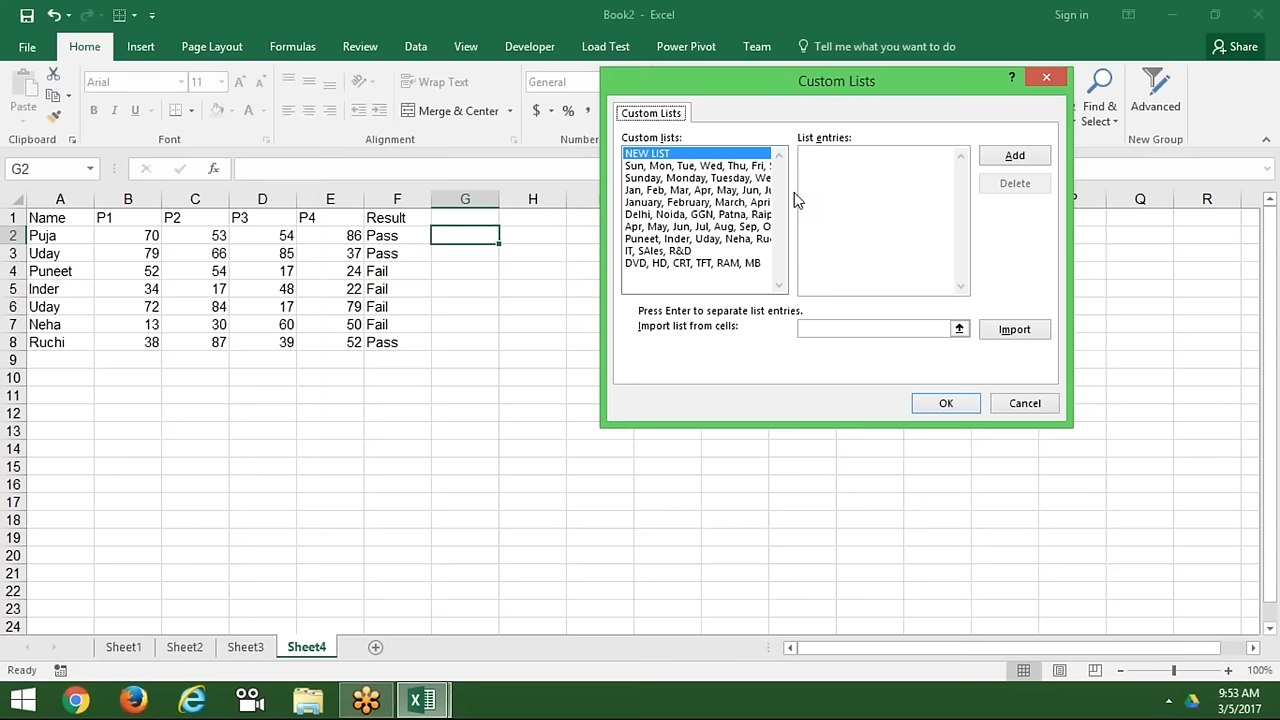 Book2 - Excel
Sign in
File Home Insert Page Layout Formulas Review Data View Developer Load Test Power Pivot Team Tell me what you want to do Share
Arial 11 Wrap Text General Find & Advanced
Paste B I U Merge & Center $ % Select
Clipboard Font Alignment Number New Group
G2 fx
A B C D E F G H P Q R
1 Name P1 P2 P3 P4 Result
2 Puja 70 53 54 86 Pass
3 Uday 79 66 85 37 Pass
4 Puneet 52 54 17 24 Fail
5 Inder 34 17 48 22 Fail
6 Uday 72 84 17 79 Fail
7 Neha 13 30 60 50 Fail
8 Ruchi 38 87 39 52 Pass
9
10
11
12
13
14
15
16
17
18
19
20
21
22
23
24
Custom Lists
?
Custom Lists
Custom lists:
NEW LIST
Sun, Mon, Tue, Wed, Thu, Fri, S
Sunday, Monday, Tuesday, We
Jan, Feb, Mar, Apr, May, Jun, Ju
January, February, March, April
Delhi, Noida, GGN, Patna, Raip
Apr, May, Jun, Jul, Aug, Sep, O
Puneet, Inder, Uday, Neha, Ru
IT, SAles, R&D
DVD, HD, CRT, TFT, RAM, MB
List entries:
Add
Delete
Press Enter to separate list entries.
Import list from cells:
Import
OK
Cancel
Sheet1 Sheet2 Sheet3 Sheet4
Ready 100%
9:53 AM
3/5/2017